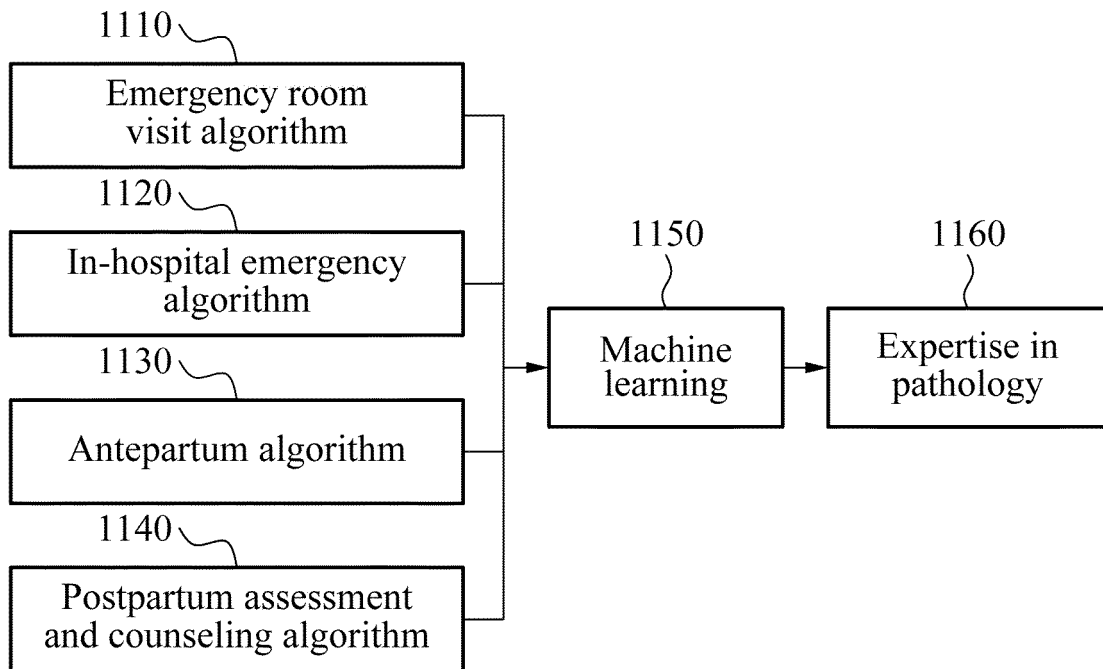 1110
Emergency room
visit algorithm
1120
In-hospital emergency
algorithm
1130
Antepartum algorithm
1140
Postpartum assessment
and counseling algorithm
1150
Machine
learning
1160
Expertise in
pathology